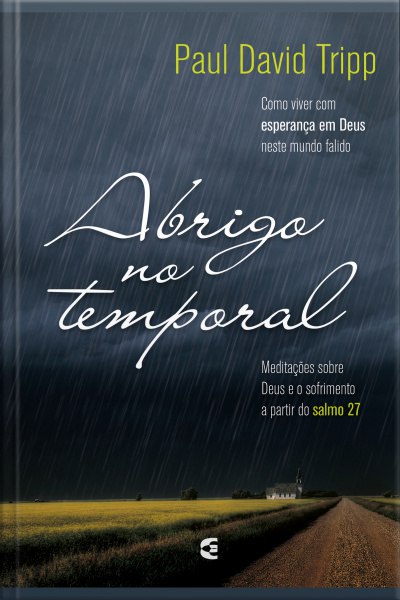 Paul David Tripp
Como viver com
esperança em Deus
neste mundo falido
Abrigo
no
temporal
Meditações sobre
Deus e o sofrimento
a partir do salmo 27